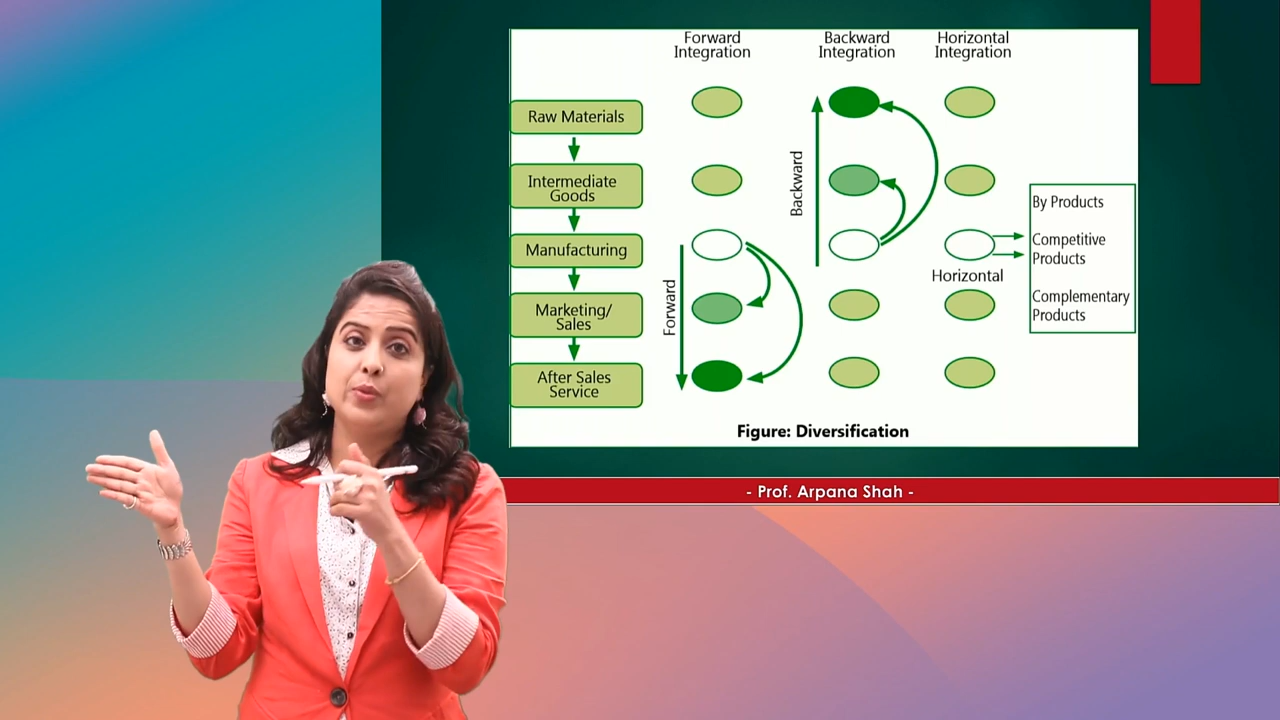 Forward
Integration
Backward
Integration
Horizontal
Integration
Raw Materials
Intermediate
Goods
Manufacturing
Marketing/
Sales
After Sales
Service
Forward
Backward
Horizontal
By Products
Competitive
Products
Complementary
Products
Figure: Diversification
- Prof. Arpana Shah -